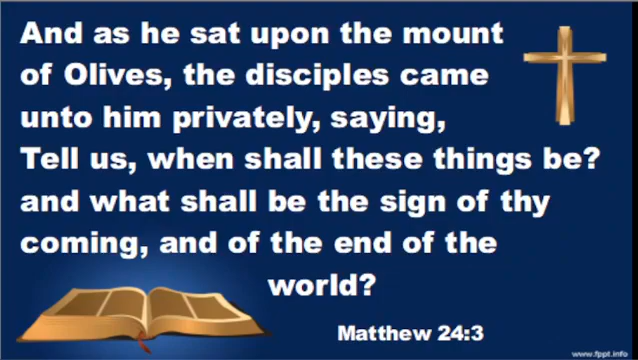 And as he sat upon the mount
of Olives, the disciples came
unto him privately, saying,
Tell us, when shall these things be?
and what shall be the sign of thy
coming, and of the end of the
world?
Matthew 24:3
www.fppt.info